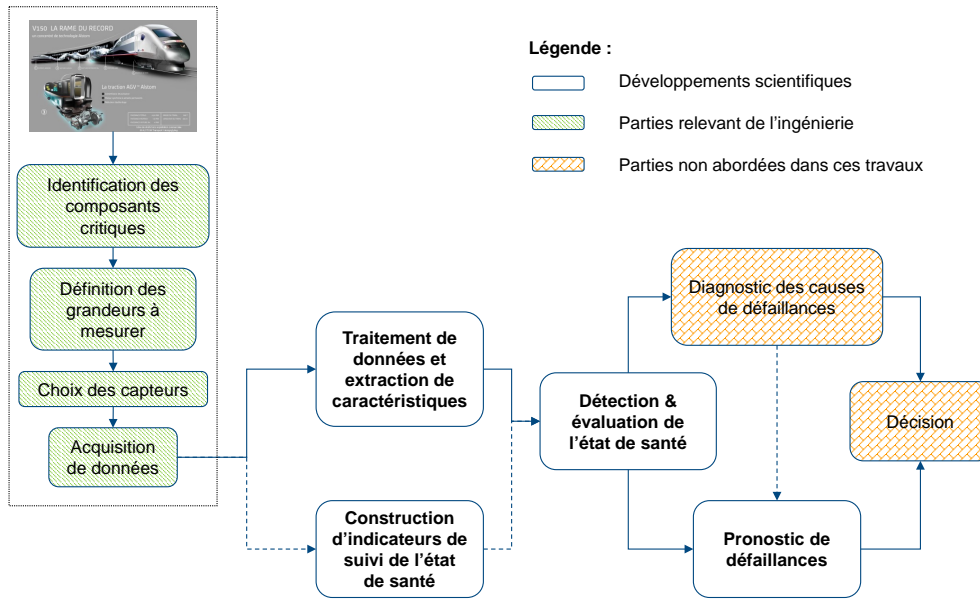 V150 LA RAME DU RECORD
La traction AGV
Légende :
Développements scientifiques
Parties relevant de l'ingénierie
Parties non abordées dans ces travaux
Identification des
composants
critiques
Définition des
grandeurs à
mesurer
Choix des capteurs
Acquisition
de données
Traitement de
données et
extraction de
caractéristiques
Construction
d'indicateurs de
suivi de l'état
de santé
Détection &
évaluation de
l'état de santé
Diagnostic des causes
de défaillances
Pronostic de
défaillances
Décision